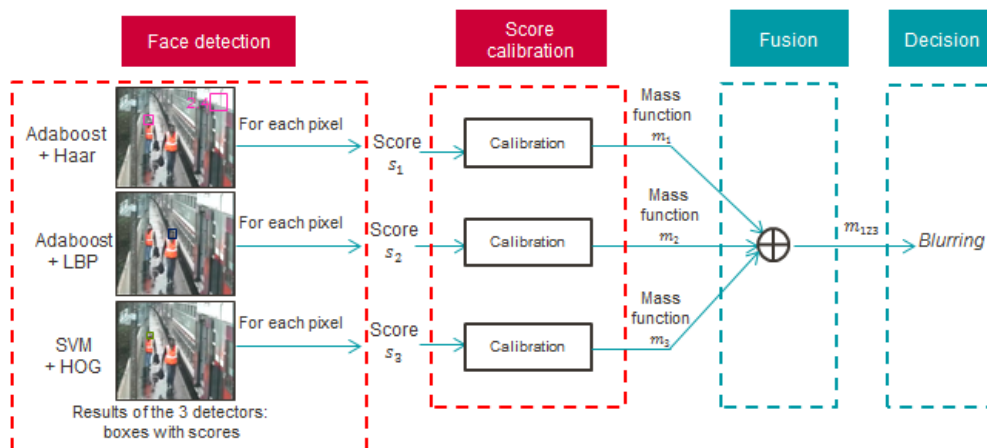 Face detection
Score
calibration
Fusion
Decision
Adaboost
+ Haar
For each pixel
Score
s₁
Calibration
Mass
function
m₁
Adaboost
+ LBP
For each pixel
Score
s₂
Calibration
Mass
function
m₂
m₁₂₃
Blurring
SVM
+ HOG
For each pixel
Score
s₃
Calibration
Mass
function
m₃
Results of the 3 detectors:
boxes with scores